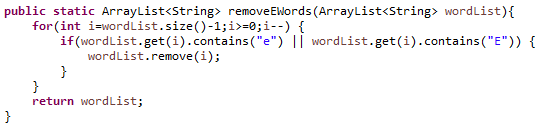 public static ArrayList<String> removeEWords(ArrayList<String> wordList){
    for(int i=wordList.size()-1;i>=0;i--) {
        if(wordList.get(i).contains("e") || wordList.get(i).contains("E")) {
            wordList.remove(i);
        }
    }
    return wordList;
}